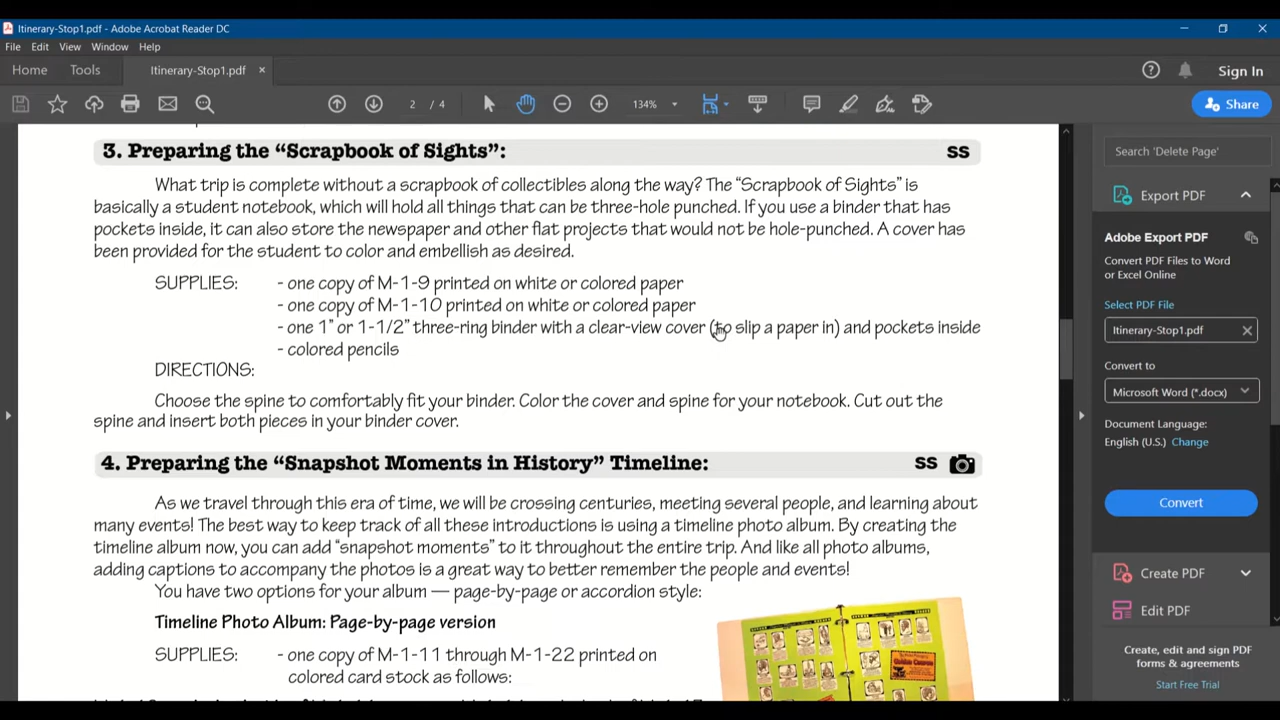 Itinerary-Stop1.pdf - Adobe Acrobat Reader DC
File Edit View Window Help
Home Tools Itinerary-Stop1.pdf × Sign In
2 / 4 134% Share
3. Preparing the “Scrapbook of Sights”: SS
What trip is complete without a scrapbook of collectibles along the way? The “Scrapbook of Sights” is
basically a student notebook, which will hold all things that can be three-hole punched. If you use a binder that has
pockets inside, it can also store the newspaper and other flat projects that would not be hole-punched. A cover has
been provided for the student to color and embellish as desired.
SUPPLIES: - one copy of M-1-9 printed on white or colored paper
- one copy of M-1-10 printed on white or colored paper
- one 1” or 1-1/2” three-ring binder with a clear-view cover (to slip a paper in) and pockets inside
- colored pencils
DIRECTIONS:
Choose the spine to comfortably fit your binder. Color the cover and spine for your notebook. Cut out the
spine and insert both pieces in your binder cover.
4. Preparing the “Snapshot Moments in History” Timeline: SS
As we travel through this era of time, we will be crossing centuries, meeting several people, and learning about
many events! The best way to keep track of all these introductions is using a timeline photo album. By creating the
timeline album now, you can add “snapshot moments” to it throughout the entire trip. And like all photo albums,
adding captions to accompany the photos is a great way to better remember the people and events!
You have two options for your album — page-by-page or accordion style:
Timeline Photo Album: Page-by-page version
SUPPLIES: - one copy of M-1-11 through M-1-22 printed on
colored card stock as follows:
Search 'Delete Page'
Export PDF
Adobe Export PDF
Convert PDF Files to Word
or Excel Online
Select PDF File
Itinerary-Stop1.pdf
Convert to
Microsoft Word (*.docx)
Document Language:
English (U.S.) Change
Convert
Create PDF
Edit PDF
Create, edit and sign PDF
forms & agreements
Start Free Trial